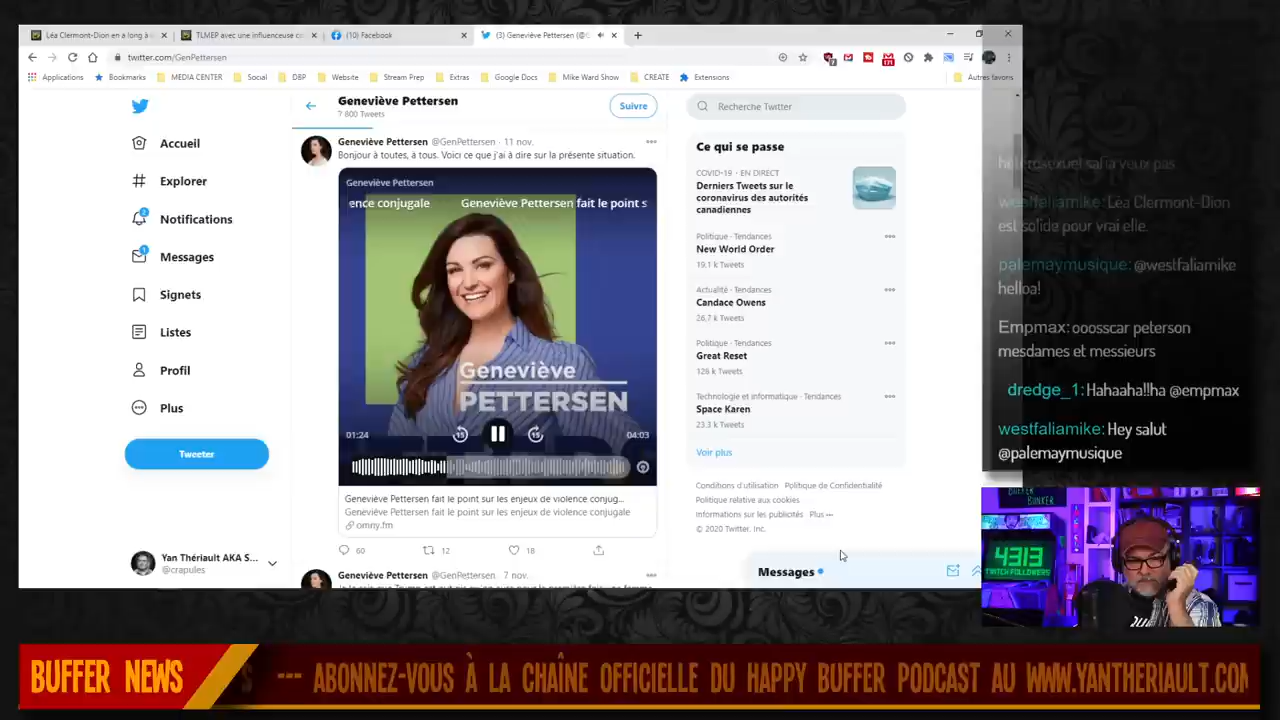 Léa Clermont-Dion en a long à
TLMEP avec une influenceuse co
(10) Facebook
(3) Geneviève Pettersen (@G
twitter.com/GenPettersen
Applications
Bookmarks
MEDIA CENTER
Social
DBP
Website
Stream Prep
Extras
Google Docs
Mike Ward Show
CREATE
Extensions
Autres favoris
Accueil
Explorer
Notifications
2
Messages
1
Signets
Listes
Profil
Plus
Tweeter
Yan Thériault AKA S...
@crapules
Geneviève Pettersen
7 800 Tweets
Suivre
Geneviève Pettersen @GenPettersen · 11 nov.
Bonjour à toutes, à tous. Voici ce que j'ai à dire sur la présente situation.
Geneviève Pettersen
ence conjugale Geneviève Pettersen fait le point s
Geneviève
PETTERSEN
01:24
15
15
04:03
Geneviève Pettersen fait le point sur les enjeux de violence conjug...
Geneviève Pettersen fait le point sur les enjeux de violence conjugale
omny.fm
60
12
18
Geneviève Pettersen @GenPettersen · 7 nov.
Recherche Twitter
Ce qui se passe
COVID-19 · EN DIRECT
Derniers Tweets sur le
coronavirus des autorités
canadiennes
Politique · Tendances
New World Order
19,1 k Tweets
Actualité · Tendances
Candace Owens
26,7 k Tweets
Politique · Tendances
Great Reset
126 k Tweets
Technologie et informatique · Tendances
Space Karen
23,3 k Tweets
Voir plus
Conditions d'utilisation Politique de Confidentialité
Politique relative aux cookies
Informations sur les publicités Plus
© 2020 Twitter, Inc.
Messages
westfaliamike: Léa Clermont-Dion
est solide pour vrai elle.
palemaymusique: @westfaliamike
helloa!
Empmax: ooosscar peterson
mesdames et messieurs
dredge_1: Hahaaha!!ha @empmax
westfaliamike: Hey salut
@palemaymusique
BUFFER
BUNKER
4313
TWITCH FOLLOWERS
BUFFER NEWS
S --- ABONNEZ-VOUS À LA CHAÎNE OFFICIELLE DU HAPPY BUFFER PODCAST AU WWW.YANTHERIAULT.COM